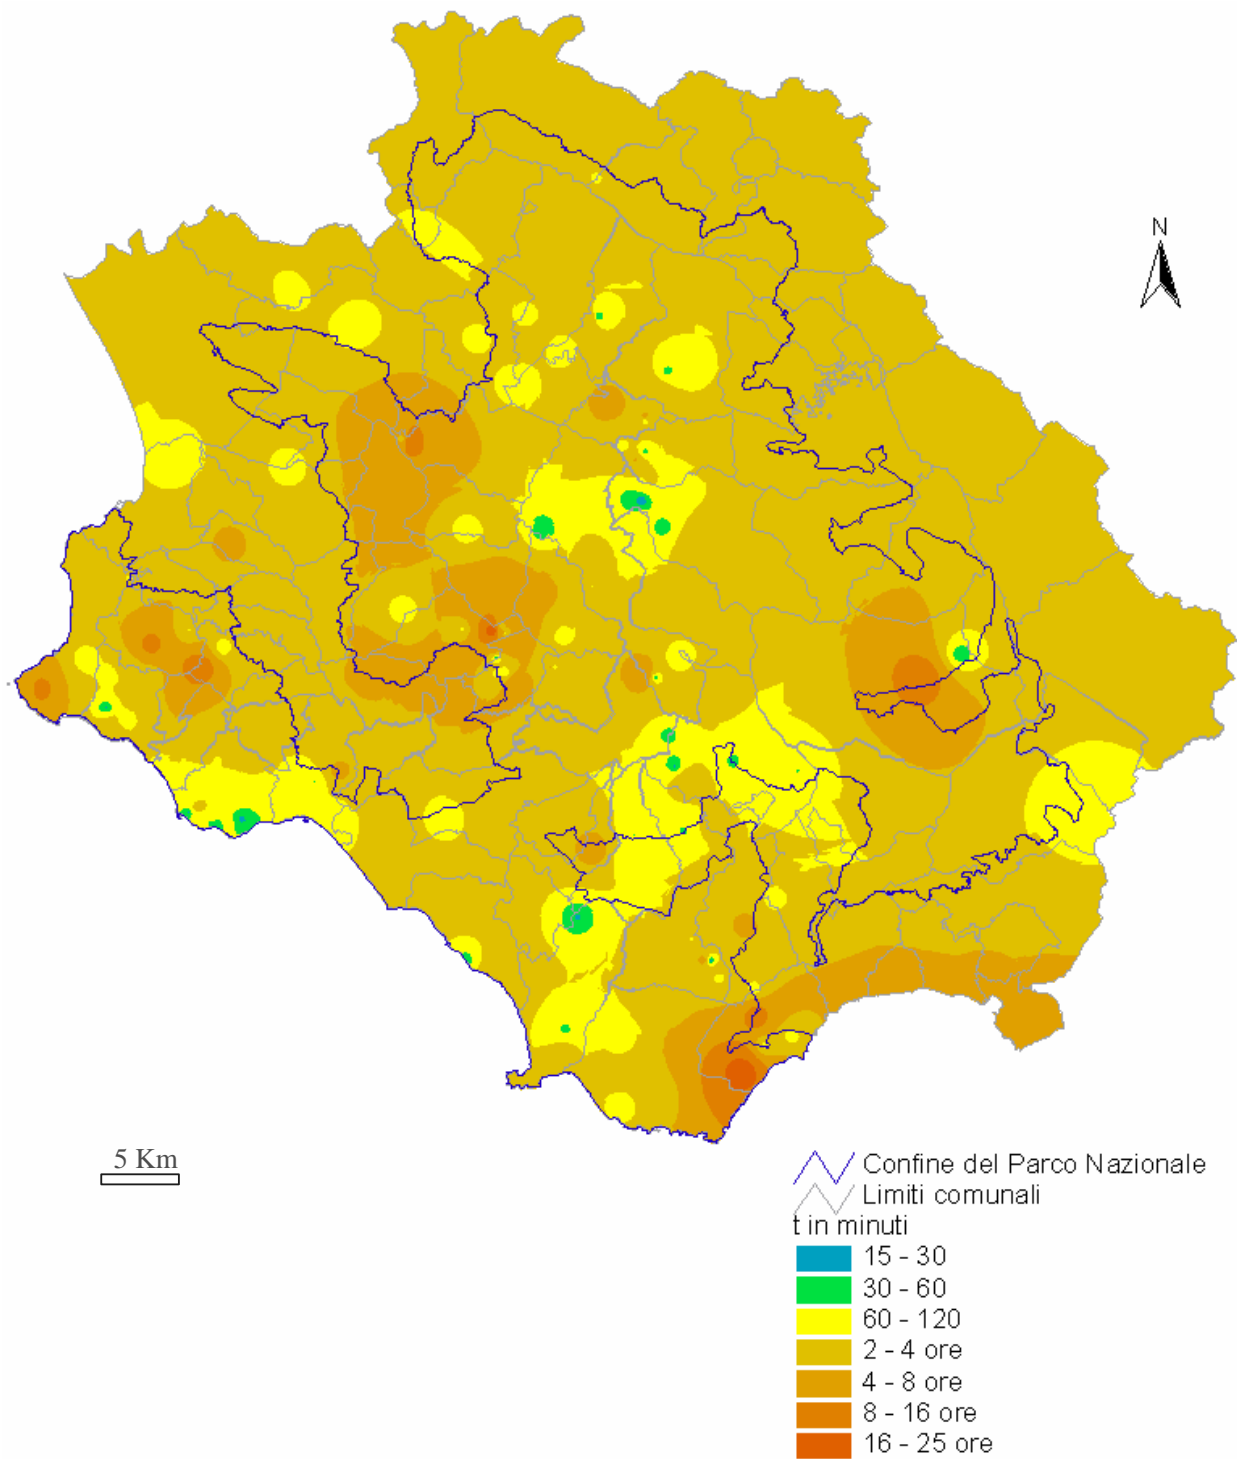 N
5 Km
Confine del Parco Nazionale
Limiti comunali
t in minuti
15 - 30
30 - 60
60 - 120
2 - 4 ore
4 - 8 ore
8 - 16 ore
16 - 25 ore